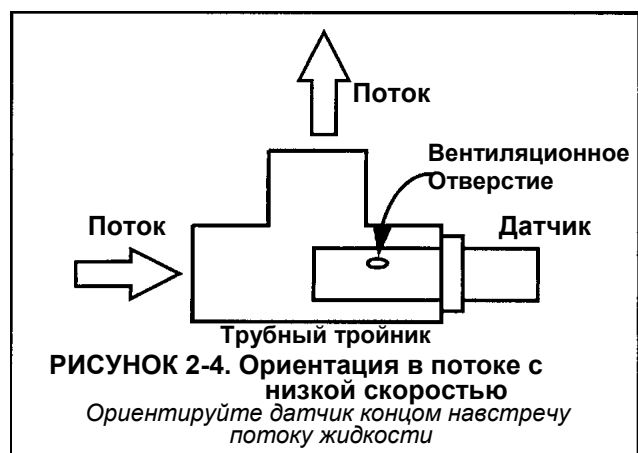 Поток
Вентиляционное
Отверстие
Поток
Датчик
Трубный тройник
РИСУНОК 2-4. Ориентация в потоке с
низкой скоростью
Ориентируйте датчик концом навстречу
потоку жидкости